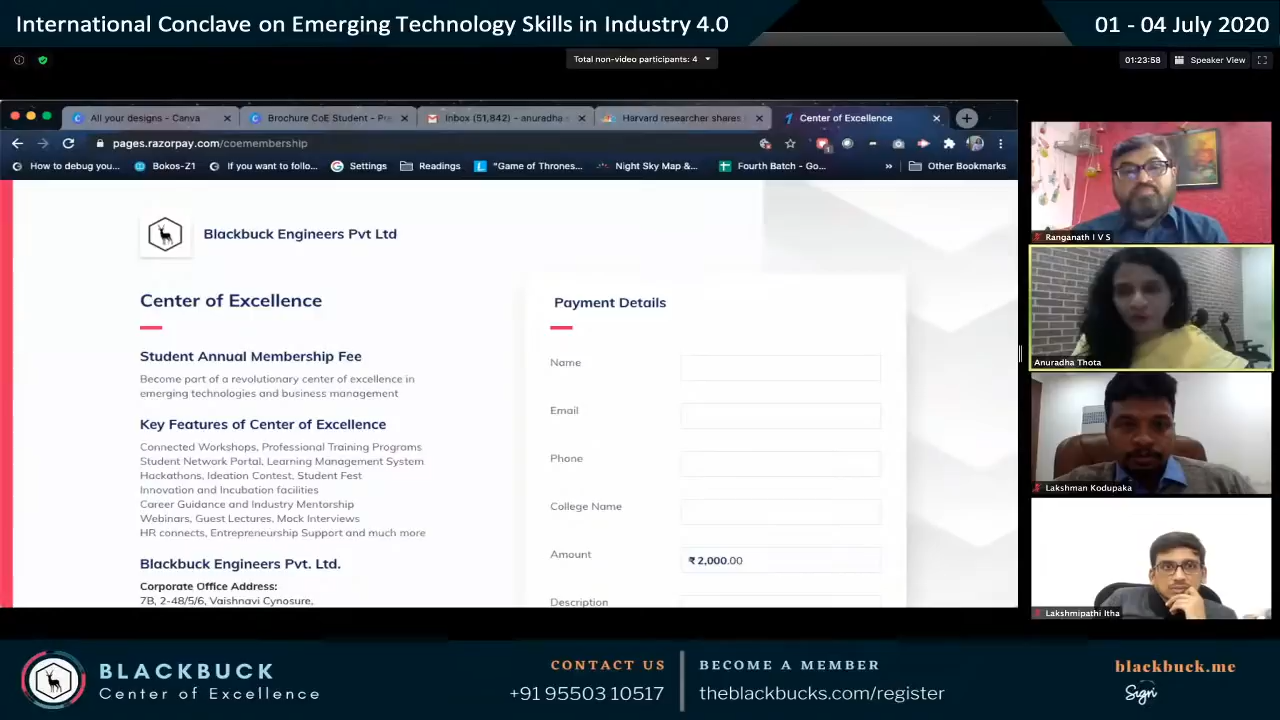 International Conclave on Emerging Technology Skills in Industry 4.0
01 - 04 July 2020
Total non-video participants: 4
01:23:58
Speaker View
All your designs - Canva
Brochure CoE Student - Pre
Inbox (51,842) - anuradha
Harvard researcher shares
Center of Excellence
pages.razorpay.com/coemembership
How to debug you...
Bokos-Z1
If you want to follo...
Settings
Readings
"Game of Thrones...
Night Sky Map &...
Fourth Batch - Go...
»
Other Bookmarks
Blackbuck Engineers Pvt Ltd
Center of Excellence
Student Annual Membership Fee
Become part of a revolutionary center of excellence in
emerging technologies and business management
Key Features of Center of Excellence
Connected Workshops, Professional Training Programs
Student Network Portal, Learning Management System
Hackathons, Ideation Contest, Student Fest
Innovation and Incubation facilities
Career Guidance and Industry Mentorship
Webinars, Guest Lectures, Mock Interviews
HR connects, Entrepreneurship Support and much more
Blackbuck Engineers Pvt. Ltd.
Corporate Office Address:
7B, 2-48/5/6, Vaishnavi Cynosure,
Payment Details
Name
Email
Phone
College Name
Amount
₹ 2,000.00
Description
Ranganath I V S
Anuradha Thota
Lakshman Kodupaka
Lakshmipathi Itha
BLACKBUCK
Center of Excellence
CONTACT US
+91 95503 10517
BECOME A MEMBER
theblackbucks.com/register
blackbuck.me
Sign